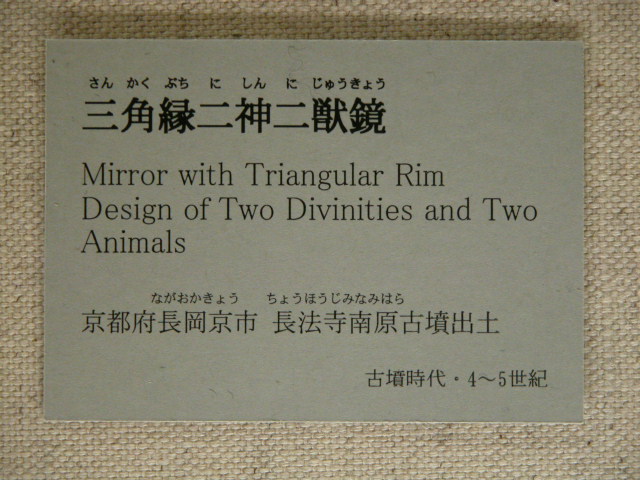 さん かく ぶち に しん に じゅうきょう
三角縁二神二獣鏡
Mirror with Triangular Rim
Design of Two Divinities and Two
Animals
ながおかきょう ちょうほうじみなみはら
京都府長岡京市 長法寺南原古墳出土
古墳時代・4～5世紀